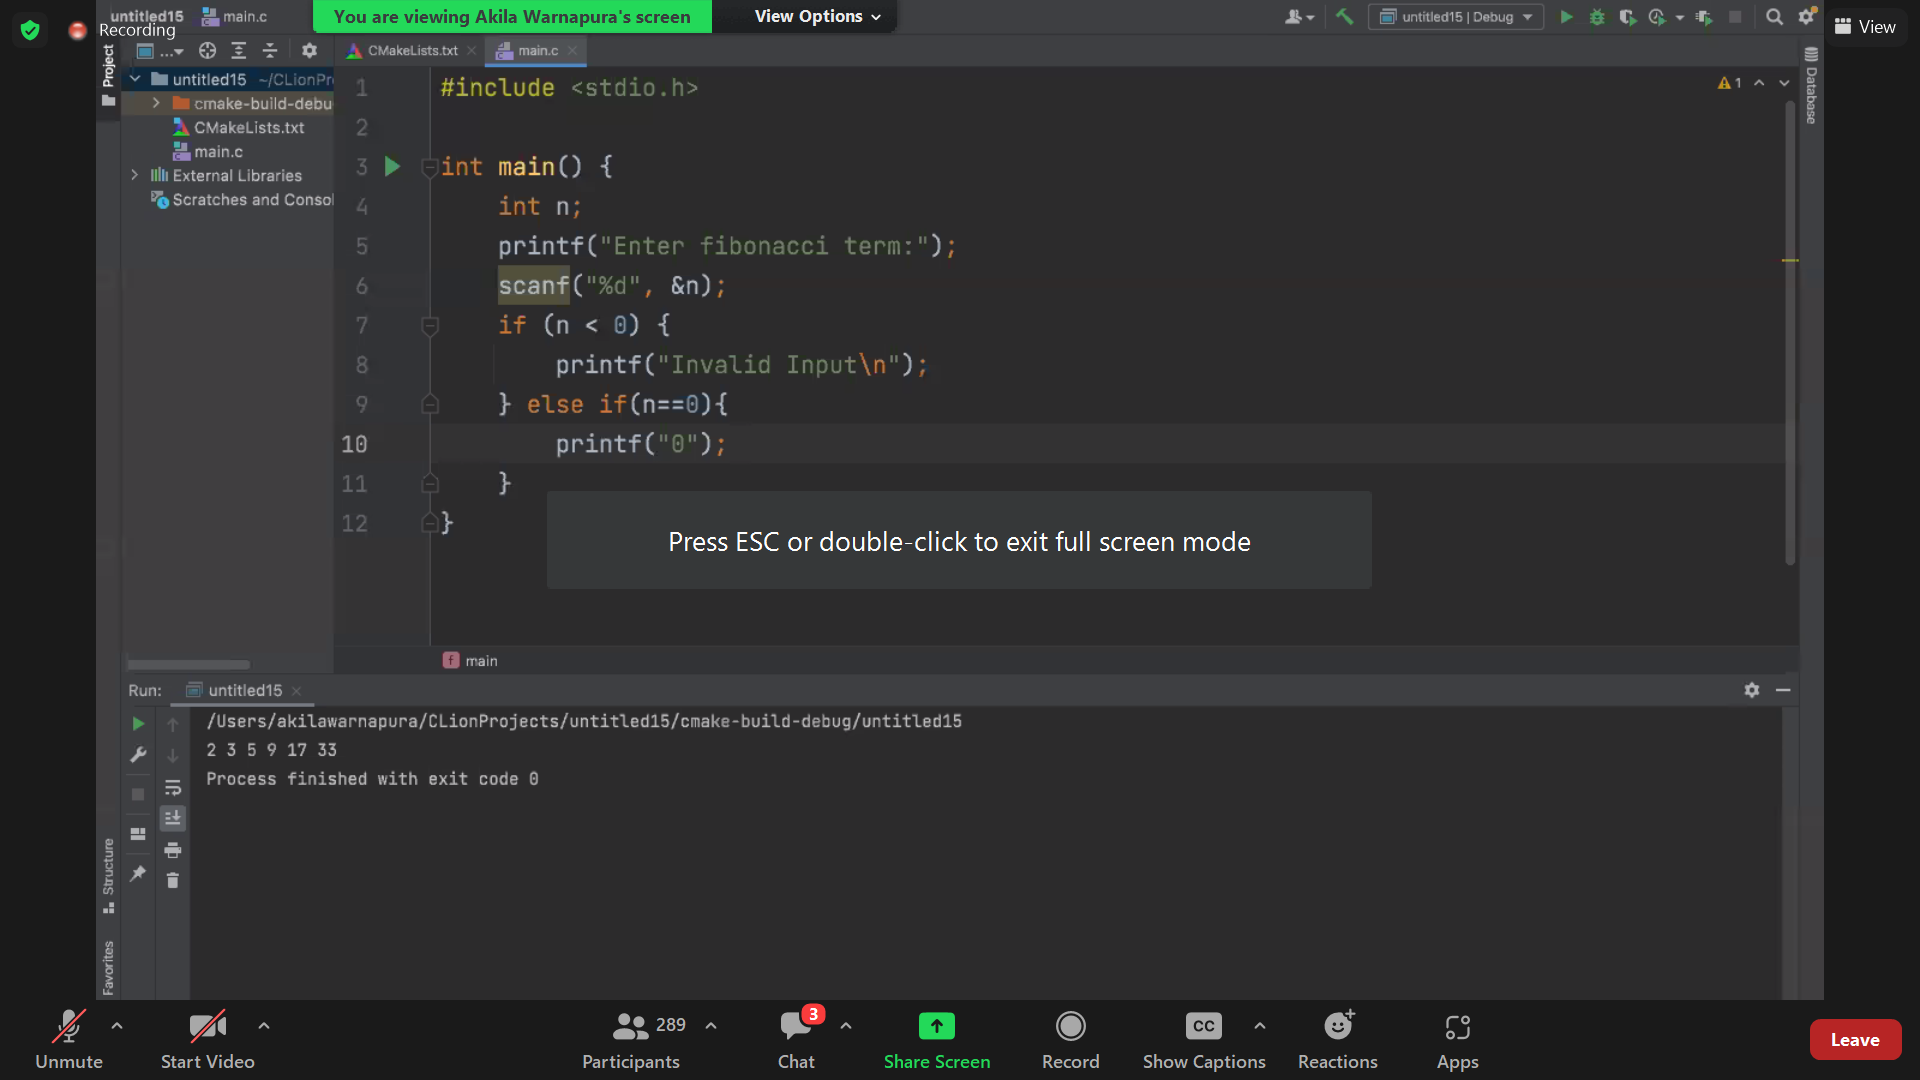 untitled15
main.c
You are viewing Akila Warnapura's screen
View Options
untitled15 | Debug
Recording
View
Project
...
CMakeLists.txt
main.c
untitled15 ~/CLionPr
cmake-build-debu
CMakeLists.txt
main.c
External Libraries
Scratches and Consol
1 #include <stdio.h>
2
3 int main() {
4 int n;
5 printf("Enter fibonacci term:");
6 scanf("%d", &n);
7 if (n < 0) {
8 printf("Invalid Input\n");
9 } else if(n==0){
10 printf("0");
11 }
12 }
1
Database
Press ESC or double-click to exit full screen mode
f main
Run: untitled15
/Users/akilawarnapura/CLionProjects/untitled15/cmake-build-debug/untitled15
2 3 5 9 17 33
Process finished with exit code 0
Structure
Favorites
Unmute
Start Video
289
Participants
3
Chat
Share Screen
Record
CC
Show Captions
Reactions
Apps
Leave